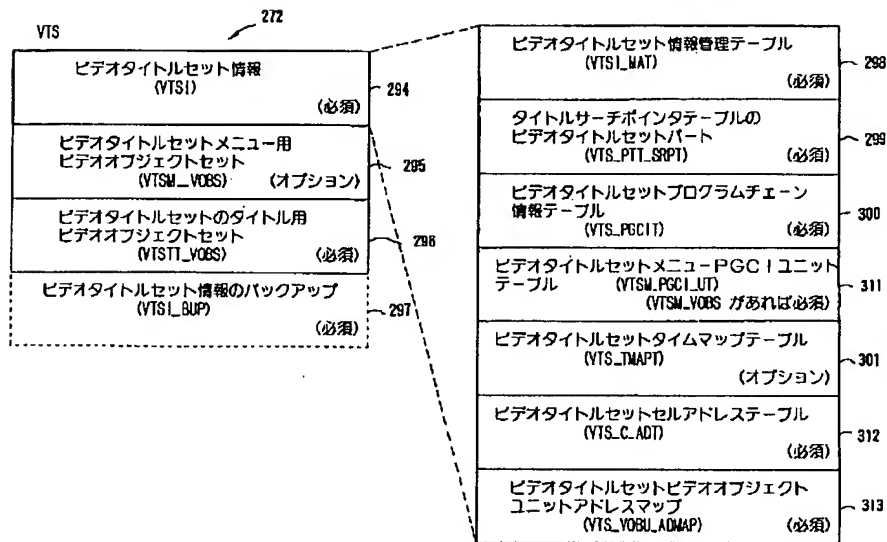 VTS
272
ビデオタイトルセット情報
(VTSI)
(必須)
294
ビデオタイトルセットメニュー用
ビデオオブジェクトセット
(VTSM_VOBS) (オプション)
295
ビデオタイトルセットのタイトル用
ビデオオブジェクトセット
(VTSTT_VOBS) (必須)
296
ビデオタイトルセット情報のバックアップ
(VTSI_BUP)
(必須)
297
ビデオタイトルセット情報管理テーブル
(VTSI_MAT)
(必須)
298
タイトルサーチポインタテーブルの
ビデオタイトルセットパート
(VTS_PTT_SRPT) (必須)
299
ビデオタイトルセットプログラムチェーン
情報テーブル
(VTS_PGCIT) (必須)
300
ビデオタイトルセットメニューPGCIユニット
テーブル (VTSM_PGCI_UT)
(VTSM_VOBS があれば必須)
311
ビデオタイトルセットタイムマップテーブル
(VTS_TMAPT)
(オプション)
301
ビデオタイトルセットセルアドレステーブル
(VTS_C_ADT)
(必須)
312
ビデオタイトルセットビデオオブジェクト
ユニットアドレスマップ
(VTS_VOBU_ADMAP) (必須)
313